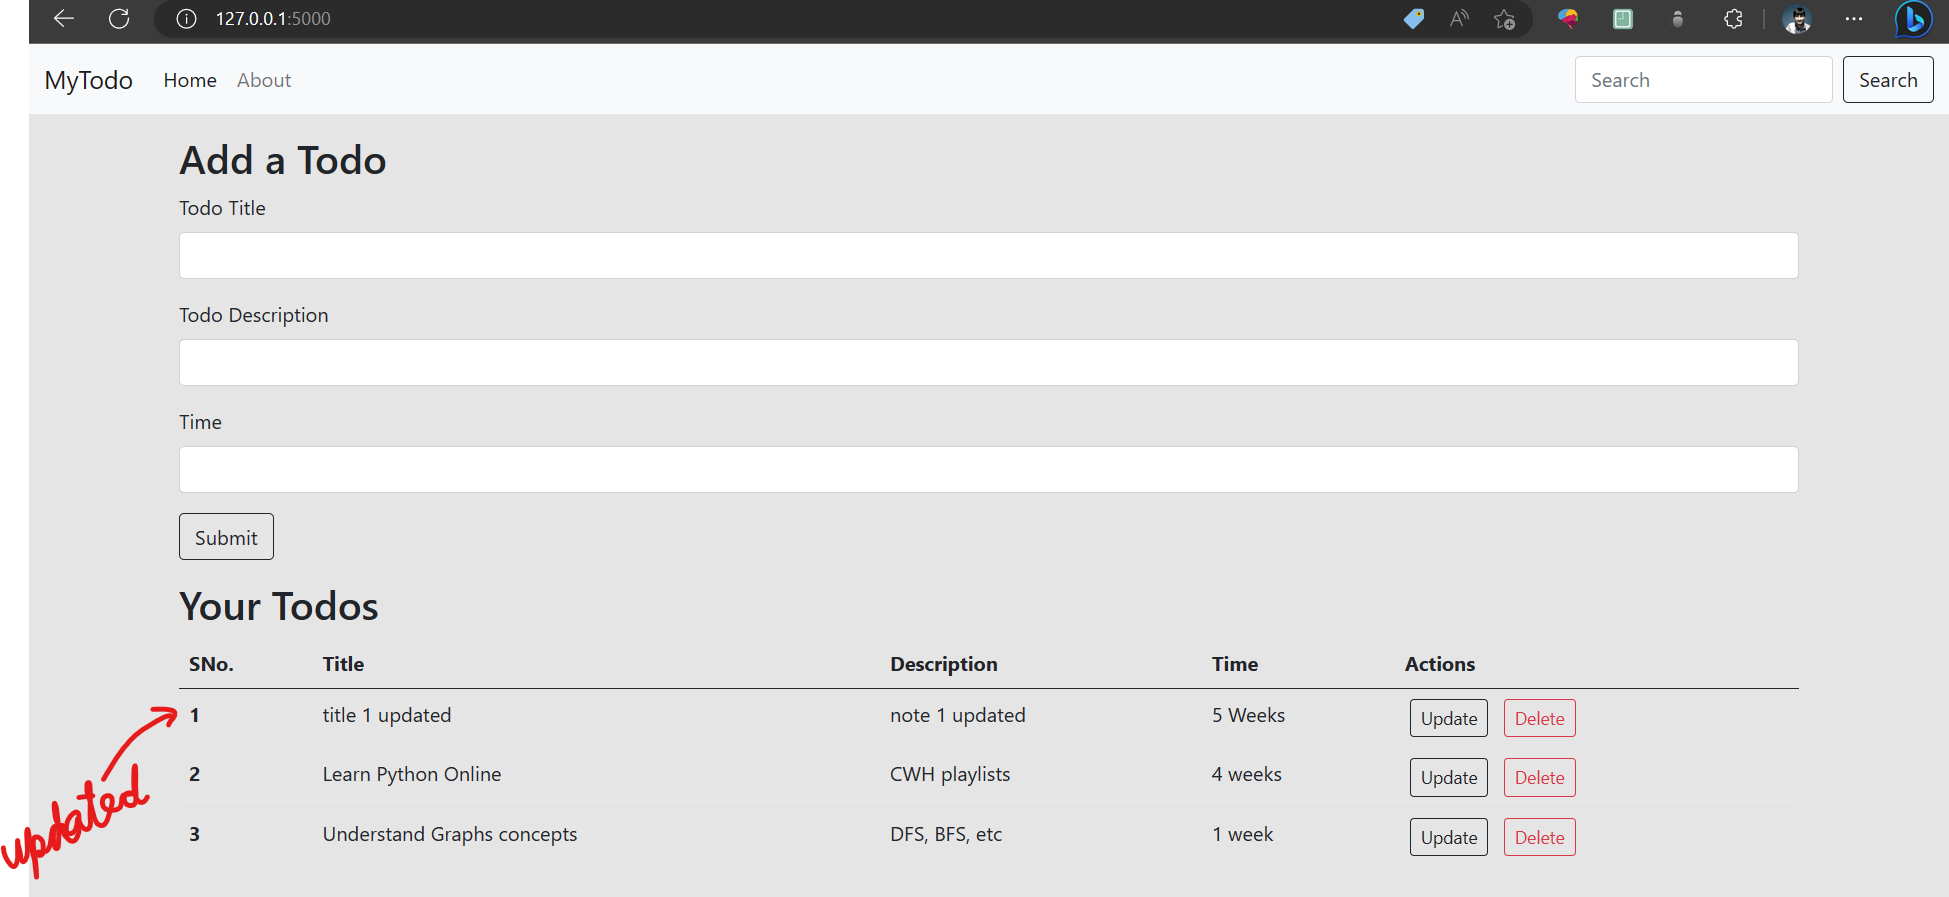 127.0.0.1:5000
MyTodo Home About Search Search
Add a Todo
Todo Title
Todo Description
Time
Submit
Your Todos
SNo. Title Description Time Actions
1 title 1 updated note 1 updated 5 Weeks Update Delete
2 Learn Python Online CWH playlists 4 weeks Update Delete
3 Understand Graphs concepts DFS, BFS, etc 1 week Update Delete
updated